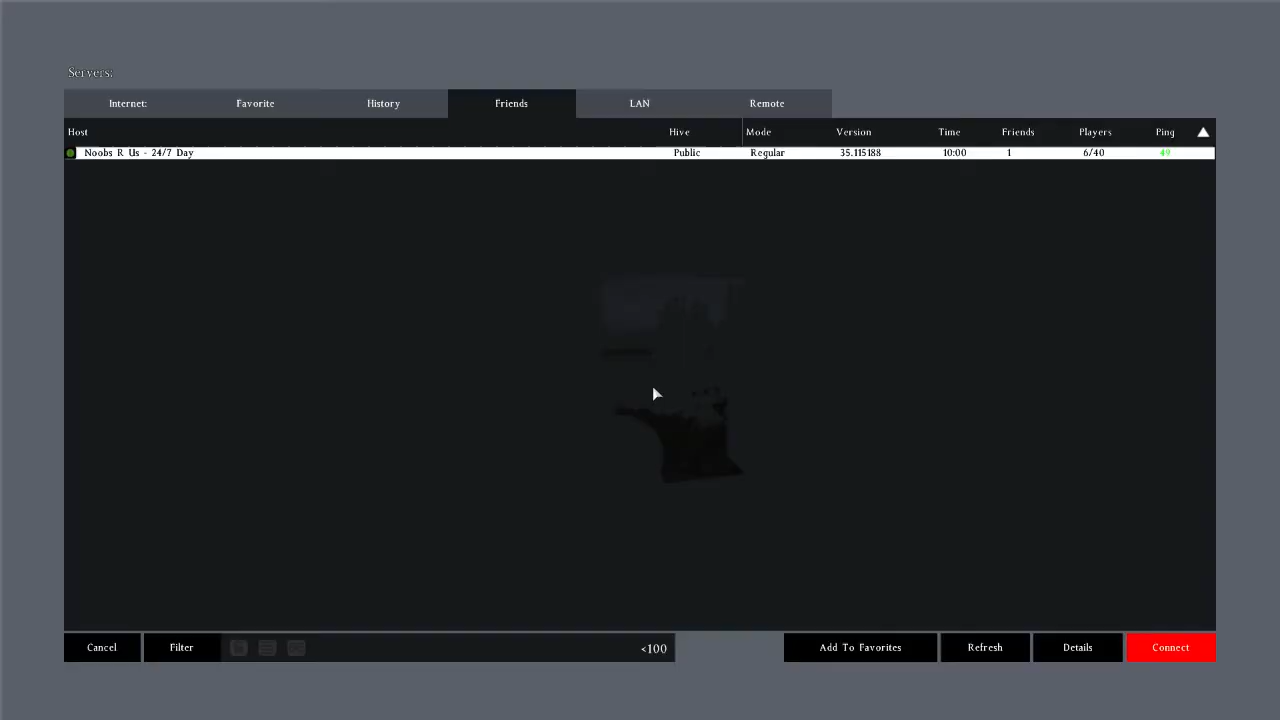 Servers:
Internet: Favorite History Friends LAN Remote
Host Hive Mode Version Time Friends Players Ping
Noobs R Us - 24/7 Day Public Regular 35.115188 10:00 1 6/40 49
Cancel Filter <100 Add To Favorites Refresh Details Connect